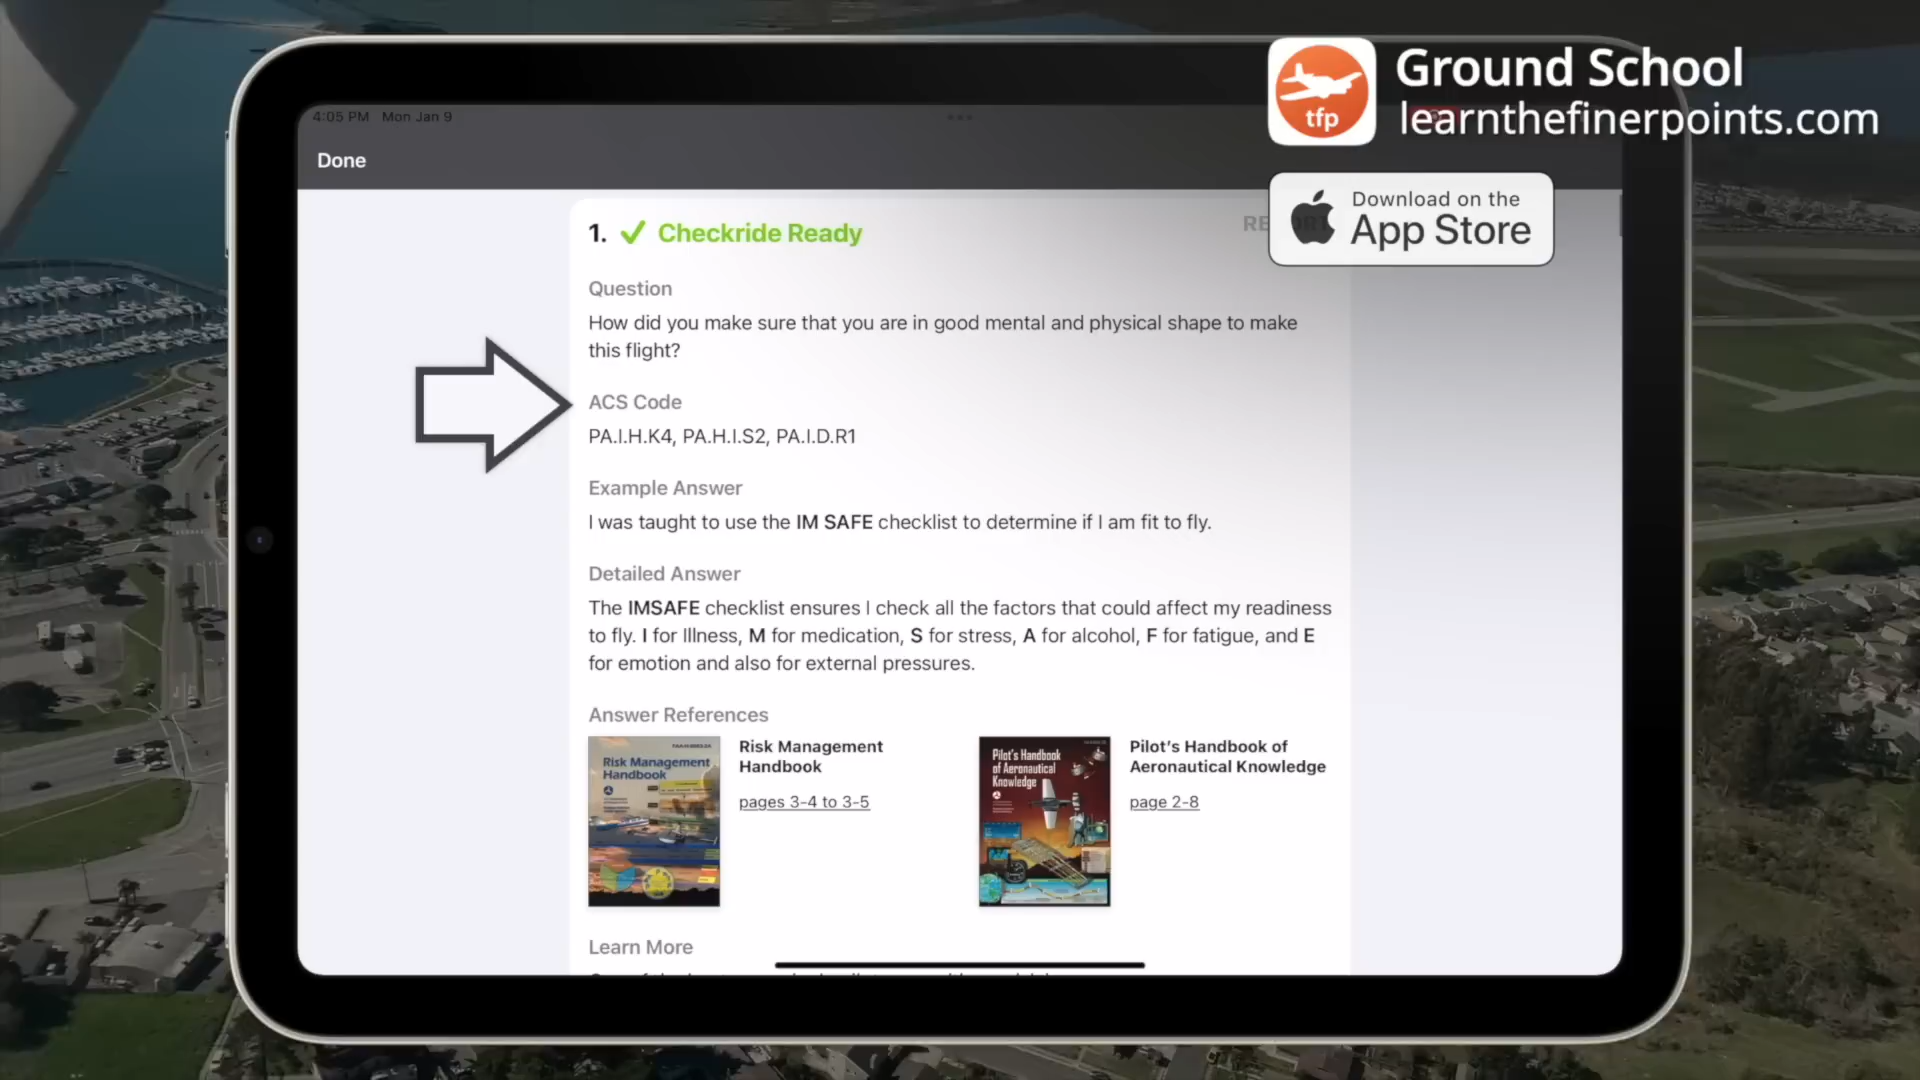 Ground School
tfp
learnthefinerpoints.com
4:05 PM Mon Jan 9
Done
Download on the
App Store
1. ✓ Checkride Ready
Question
How did you make sure that you are in good mental and physical shape to make
this flight?
ACS Code
PA.I.H.K4, PA.H.I.S2, PA.I.D.R1
Example Answer
I was taught to use the IM SAFE checklist to determine if I am fit to fly.
Detailed Answer
The IMSAFE checklist ensures I check all the factors that could affect my readiness
to fly. I for Illness, M for medication, S for stress, A for alcohol, F for fatigue, and E
for emotion and also for external pressures.
Answer References
Risk Management
Handbook
Risk Management
Handbook
pages 3-4 to 3-5
Pilot's Handbook
of Aeronautical
Knowledge
Pilot's Handbook of
Aeronautical Knowledge
page 2-8
Learn More